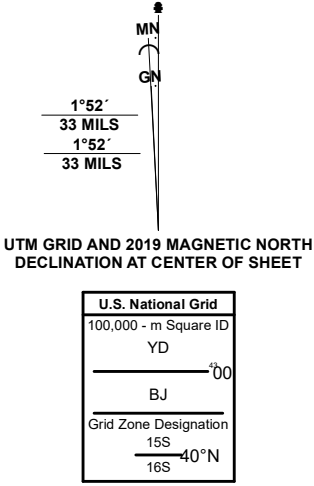 MN
GN
1°52´
33 MILS
1°52´
33 MILS
UTM GRID AND 2019 MAGNETIC NORTH
DECLINATION AT CENTER OF SHEET
U.S. National Grid
100,000 - m Square ID
YD
4300
BJ
Grid Zone Designation
15S
40°N
16S